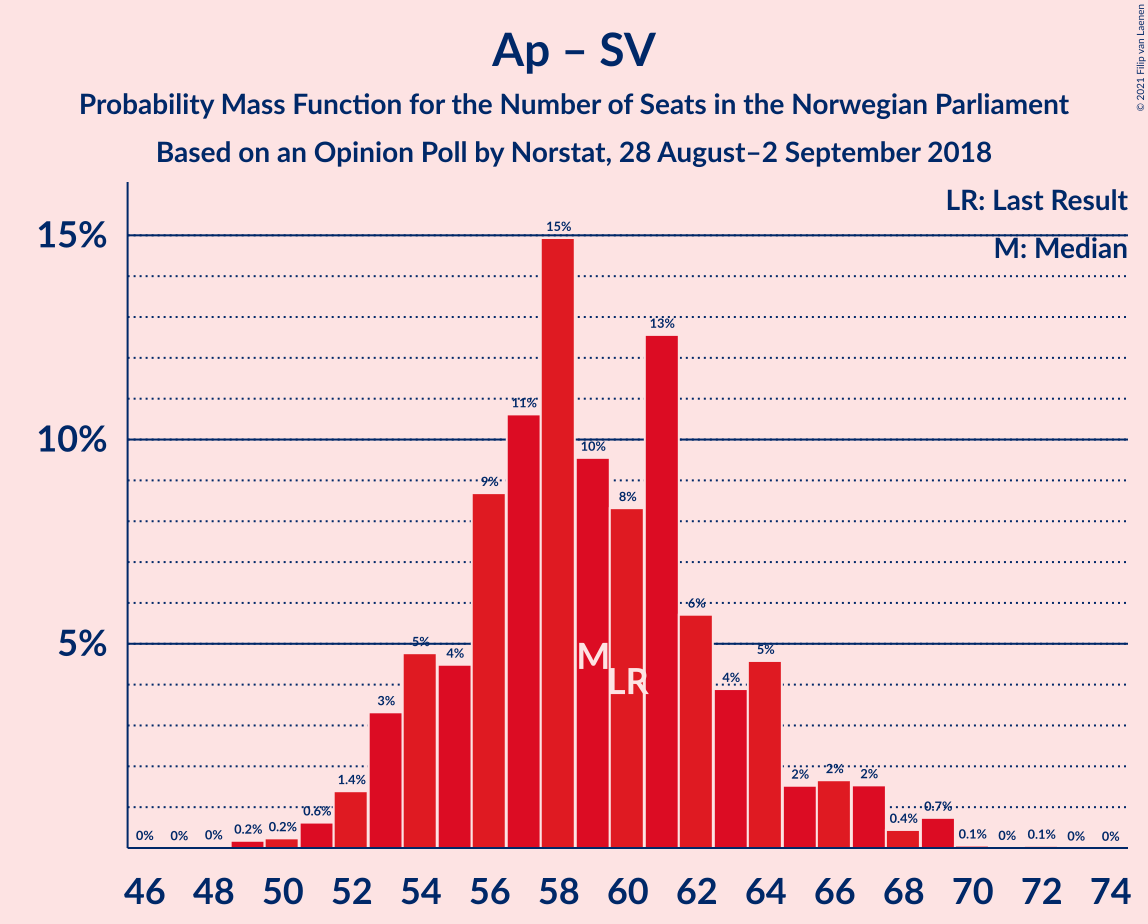 Ap – SV
Probability Mass Function for the Number of Seats in the Norwegian Parliament
Based on an Opinion Poll by Norstat, 28 August–2 September 2018
© 2021 Filip van Laenen
LR: Last Result
M: Median
15%
10%
5%
0% 0% 0% 0.2% 0.2% 0.6% 1.4% 3% 5% 4% 9% 11% 15% 10% 8% 13% 6% 4% 5% 2% 2% 2% 0.4% 0.7% 0.1% 0% 0.1% 0% 0%
M
LR
46 48 50 52 54 56 58 60 62 64 66 68 70 72 74